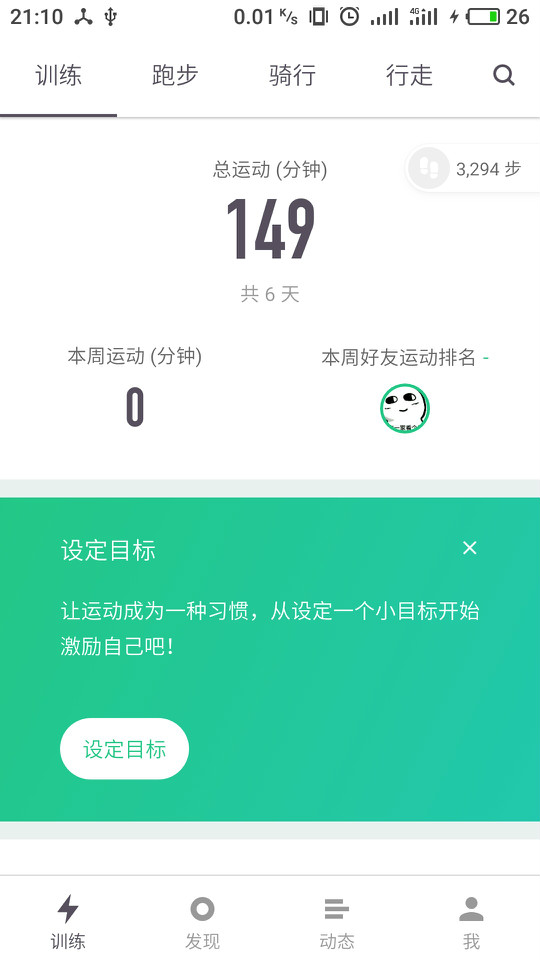 21:10 0.01 K/s 4G 26
训练 跑步 骑行 行走
总运动 (分钟)
3,294 步
149
共 6 天
本周运动 (分钟)
本周好友运动排名 -
0
设定目标
让运动成为一种习惯，从设定一个小目标开始
激励自己吧！
设定目标
训练 发现 动态 我